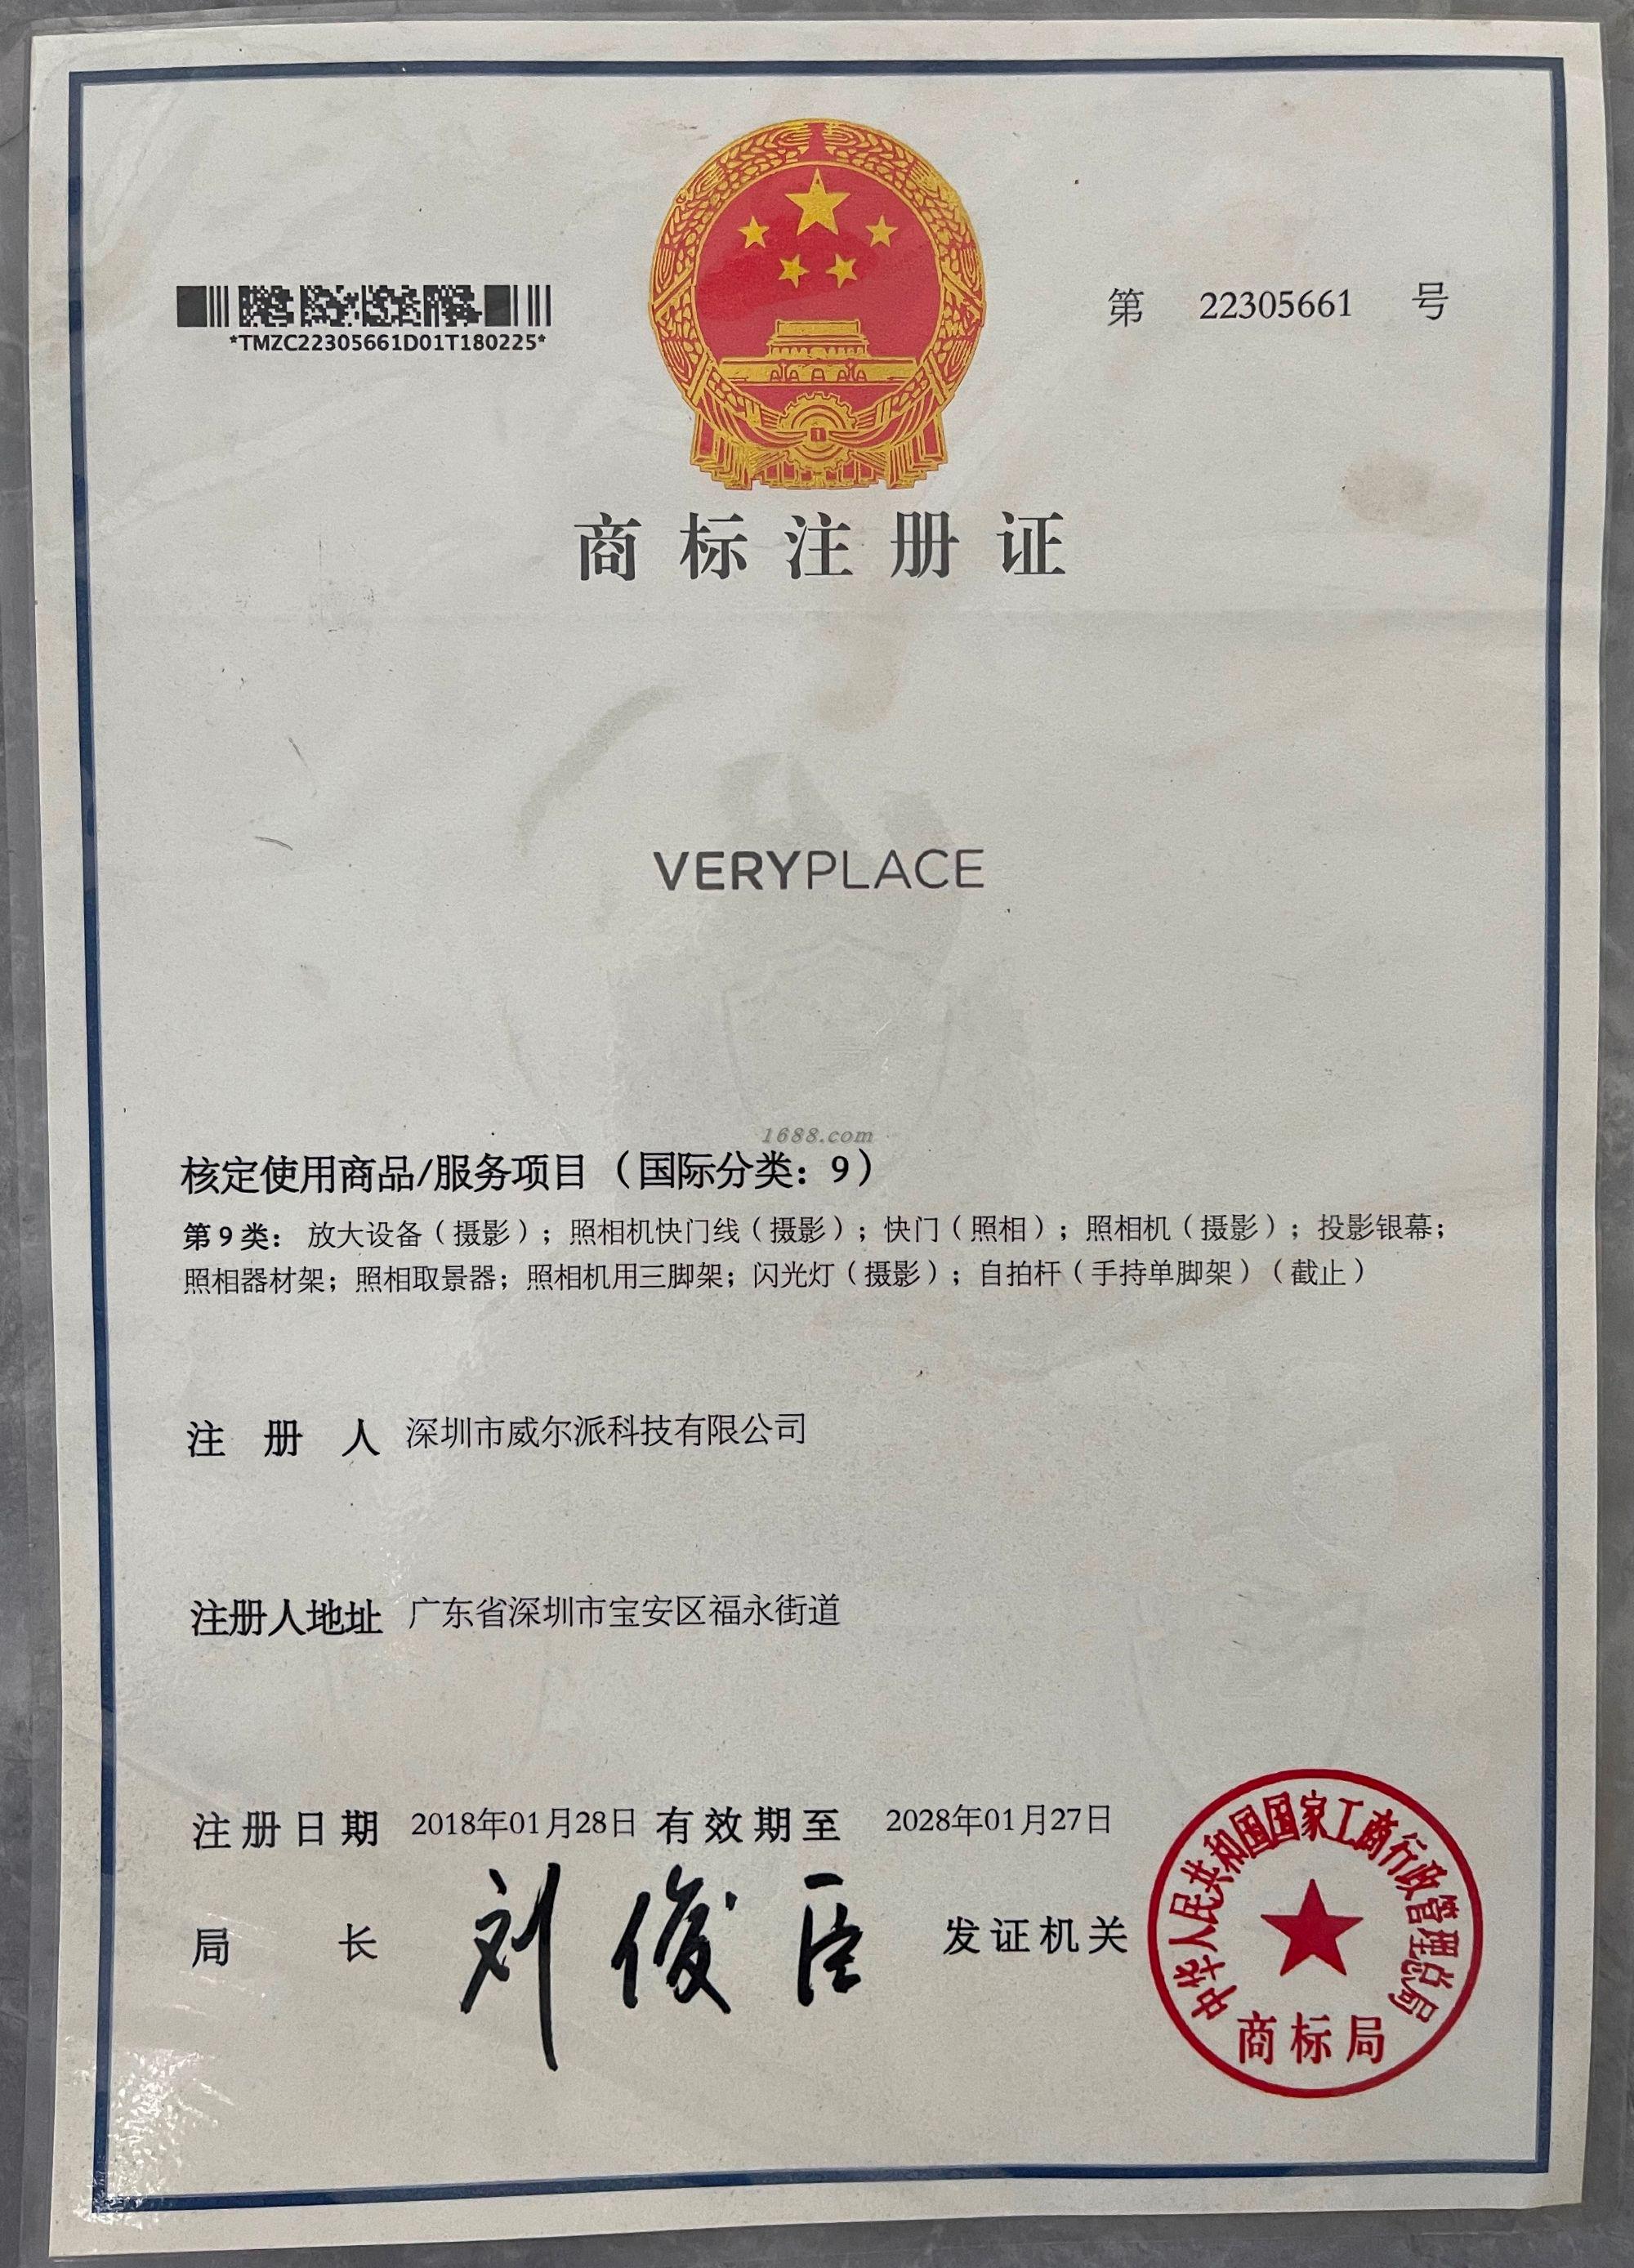 *TMZC22305661D01T180225*
第 22305661 号
商标注册证
VERYPLACE
1688.com
核定使用商品/服务项目（国际分类：9）
第9类：放大设备（摄影）；照相机快门线（摄影）；快门（照相）；照相机（摄影）；投影银幕；
照相器材架；照相取景器；照相机用三脚架；闪光灯（摄影）；自拍杆（手持单脚架）（截止）
注册人 深圳市威尔派科技有限公司
注册人地址 广东省深圳市宝安区福永街道
注册日期 2018年01月28日 有效期至 2028年01月27日
局长 刘俊臣 发证机关
中华人民共和国国家工商行政管理总局
商标局